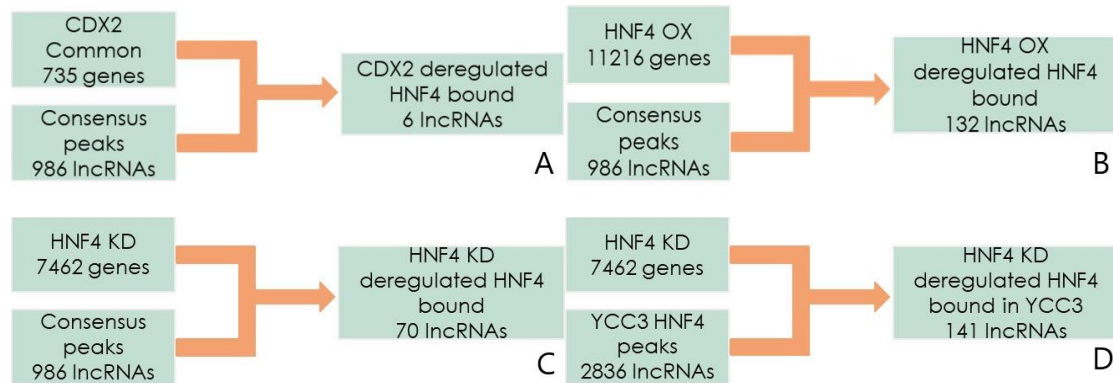 CDX2
Common
735 genes
Consensus
peaks
986 lncRNAs
CDX2 deregulated
HNF4 bound
6 lncRNAs
A
HNF4 OX
11216 genes
Consensus
peaks
986 lncRNAs
HNF4 OX
deregulated HNF4
bound
132 lncRNAs
B
HNF4 KD
7462 genes
Consensus
peaks
986 lncRNAs
HNF4 KD
deregulated HNF4
bound
70 lncRNAs
C
HNF4 KD
7462 genes
YCC3 HNF4
peaks
2836 lncRNAs
HNF4 KD
deregulated HNF4
bound in YCC3
141 lncRNAs
D